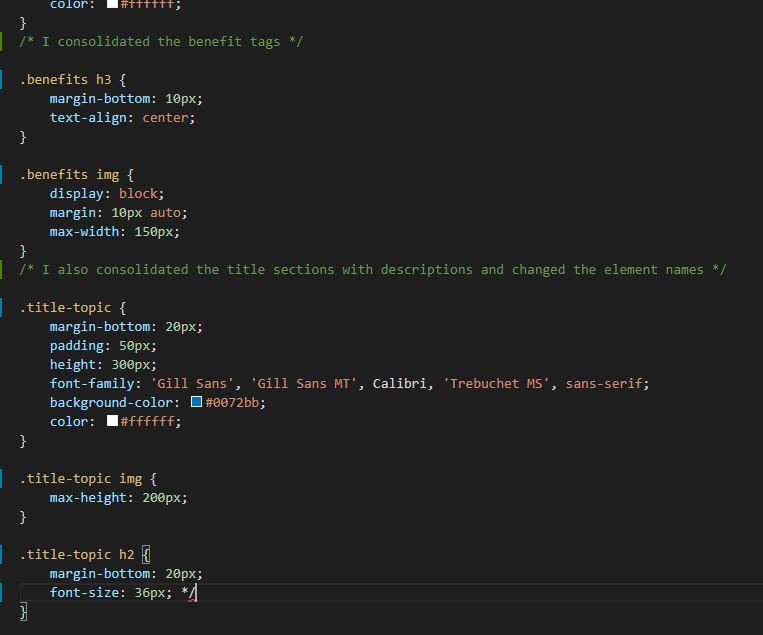 color: #ffffff;
}
/* I consolidated the benefit tags */
.benefits h3 {
margin-bottom: 10px;
text-align: center;
}
.benefits img {
display: block;
margin: 10px auto;
max-width: 150px;
}
/* I also consolidated the title sections with descriptions and changed the element names */
.title-topic {
margin-bottom: 20px;
padding: 50px;
height: 300px;
font-family: 'Gill Sans', 'Gill Sans MT', Calibri, 'Trebuchet MS', sans-serif;
background-color: #0072bb;
color: #ffffff;
}
.title-topic img {
max-height: 200px;
}
.title-topic h2 {
margin-bottom: 20px;
font-size: 36px; */
}